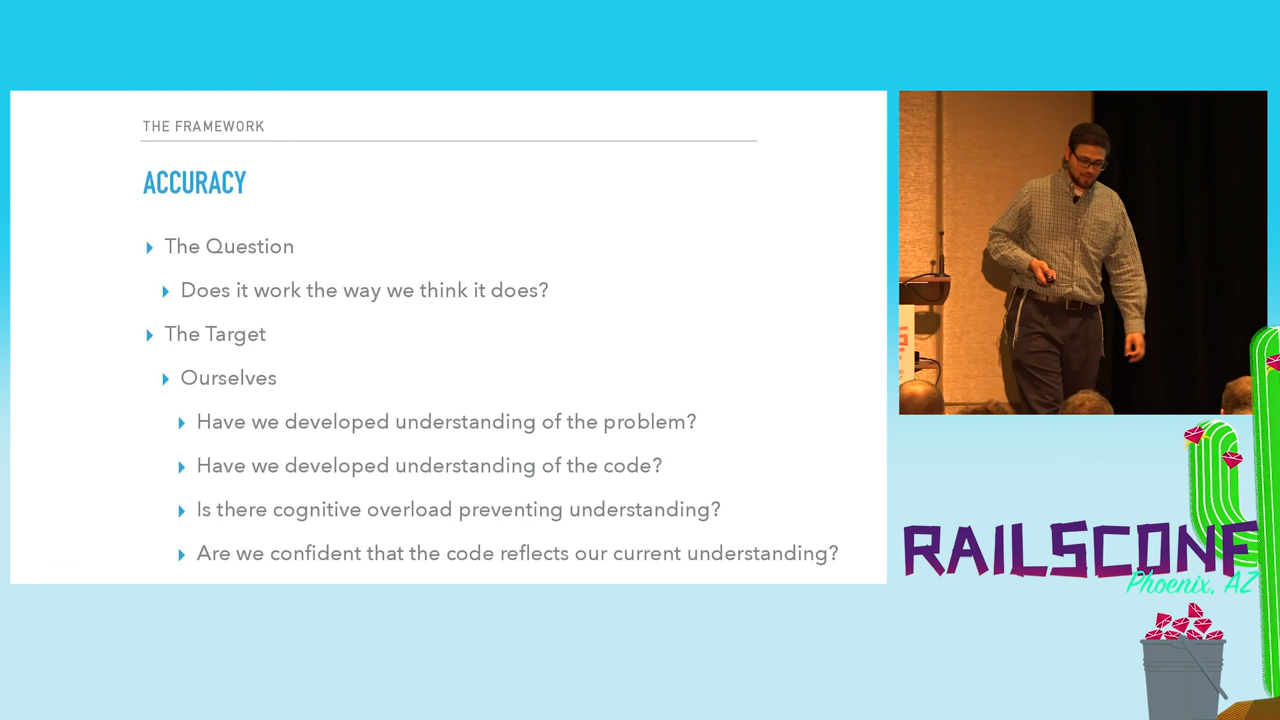 THE FRAMEWORK
ACCURACY
The Question
Does it work the way we think it does?
The Target
Ourselves
Have we developed understanding of the problem?
Have we developed understanding of the code?
Is there cognitive overload preventing understanding?
Are we confident that the code reflects our current understanding?
RAILSCONF
Phoenix, AZ